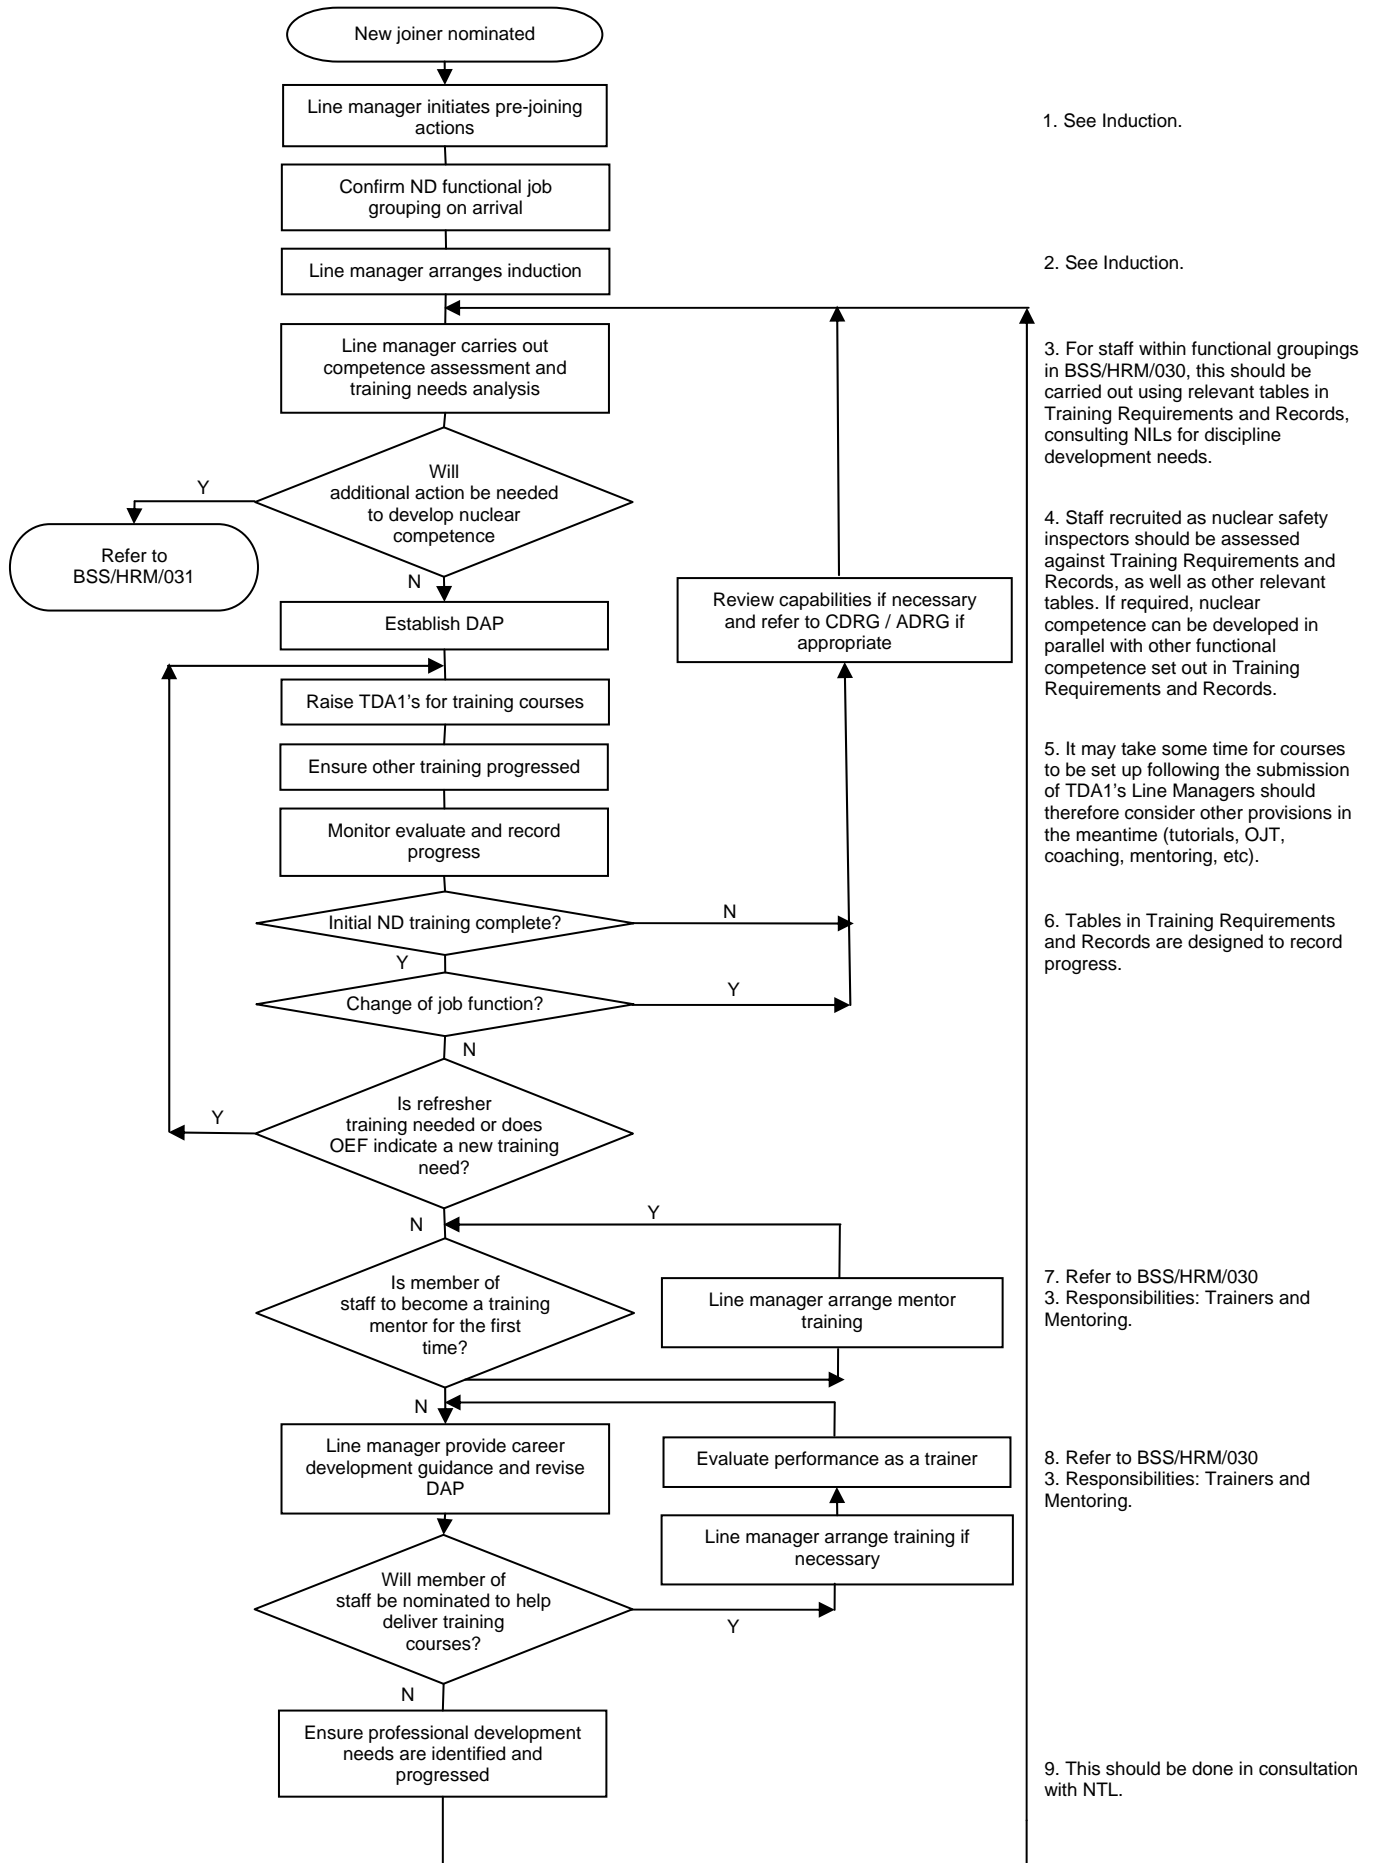 New joiner nominated
Line manager initiates pre-joining
actions
1. See Induction.
Confirm ND functional job
grouping on arrival
Line manager arranges induction
2. See Induction.
Line manager carries out
competence assessment and
training needs analysis
3. For staff within functional groupings
in BSS/HRM/030, this should be
carried out using relevant tables in
Training Requirements and Records,
consulting NILs for discipline
development needs.
Will
additional action be needed
to develop nuclear
competence
Y
Refer to
BSS/HRM/031
N
4. Staff recruited as nuclear safety
inspectors should be assessed
against Training Requirements and
Records, as well as other relevant
tables. If required, nuclear
competence can be developed in
parallel with other functional
competence set out in Training
Requirements and Records.
Review capabilities if necessary
and refer to CDRG / ADRG if
appropriate
Establish DAP
Raise TDA1's for training courses
Ensure other training progressed
5. It may take some time for courses
to be set up following the submission
of TDA1's Line Managers should
therefore consider other provisions in
the meantime (tutorials, OJT,
coaching, mentoring, etc).
Monitor evaluate and record
progress
Initial ND training complete?
N
Y
6. Tables in Training Requirements
and Records are designed to record
progress.
Change of job function?
Y
N
Is refresher
training needed or does
OEF indicate a new training
need?
Y
N
Y
Is member of
staff to become a training
mentor for the first
time?
Line manager arrange mentor
training
7. Refer to BSS/HRM/030
3. Responsibilities: Trainers and
Mentoring.
N
Line manager provide career
development guidance and revise
DAP
Evaluate performance as a trainer
8. Refer to BSS/HRM/030
3. Responsibilities: Trainers and
Mentoring.
Line manager arrange training if
necessary
Will member of
staff be nominated to help
deliver training
courses?
Y
N
Ensure professional development
needs are identified and
progressed
9. This should be done in consultation
with NTL.